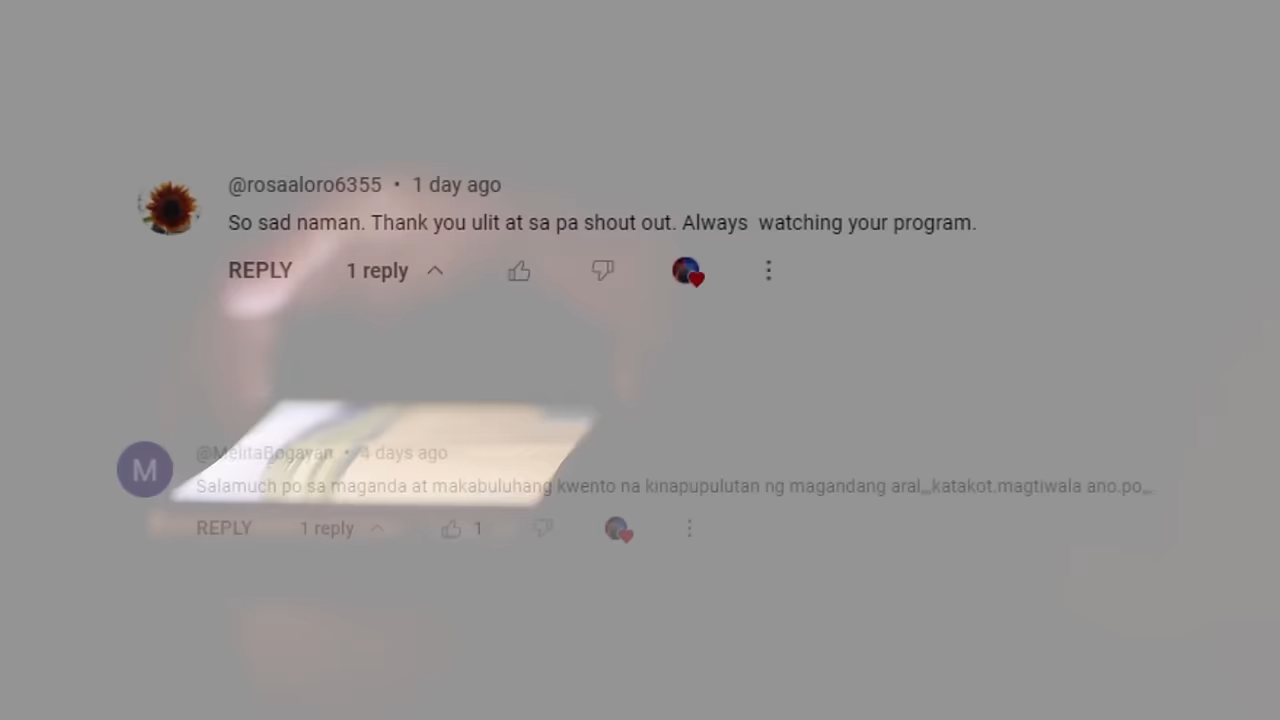 @rosaaloro6355 • 1 day ago
So sad naman. Thank you ulit at sa pa shout out. Always watching your program.
REPLY 1 reply
@MelitaBogayan • 4 days ago
M
Salamuch po sa maganda at makabuluhang kwento na kinapupulutan ng magandang aral,,,katakot.magtiwala ano.po,,,
REPLY 1 reply 1